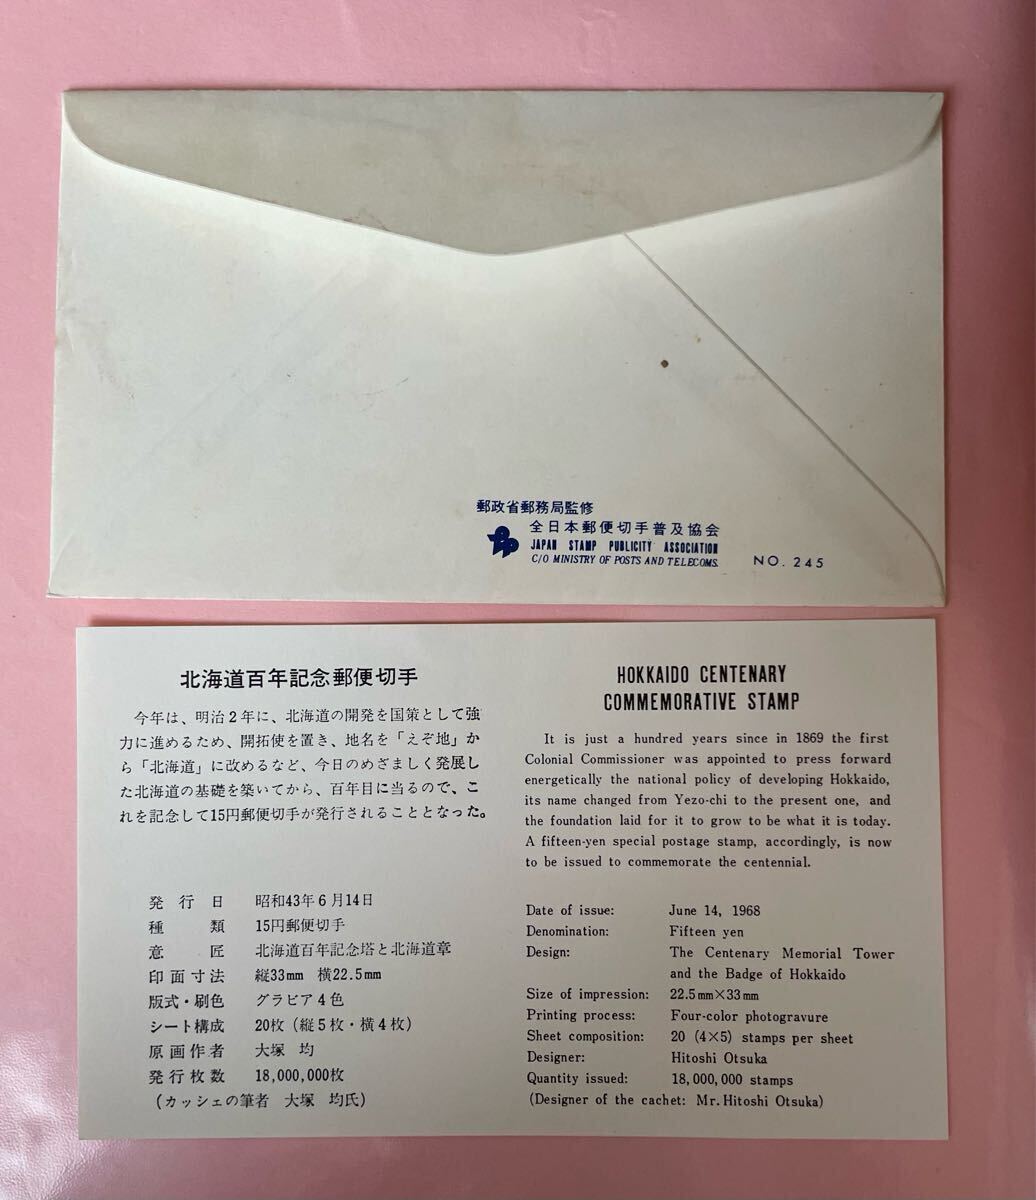 郵政省郵務局監修
全日本郵便切手普及協会
JAPAN STAMP PUBLICITY ASSOCIATION
C/O MINISTRY OF POSTS AND TELECOMS.
NO. 245
北海道百年記念郵便切手
今年は、明治2年に、北海道の開発を国策として強
力に進めるため、開拓使を置き、地名を「えぞ地」か
ら「北海道」に改めるなど、今日のめざましく発展し
た北海道の基礎を築いてから、百年目に当るので、こ
れを記念して15円郵便切手が発行されることとなった。
発行日 昭和43年6月14日
種類 15円郵便切手
意匠 北海道百年記念塔と北海道章
印面寸法 縦33mm 横22.5mm
版式・刷色 グラビア4色
シート構成 20枚(縦5枚・横4枚)
原画作者 大塚 均
発行枚数 18,000,000枚
(カッシェの筆者 大塚 均氏)
HOKKAIDO CENTENARY
COMMEMORATIVE STAMP
It is just a hundred years since in 1869 the first
Colonial Commissioner was appointed to press forward
energetically the national policy of developing Hokkaido,
its name changed from Yezo-chi to the present one, and
the foundation laid for it to grow to be what it is today.
A fifteen-yen special postage stamp, accordingly, is now
to be issued to commemorate the centennial.
Date of issue: June 14, 1968
Denomination: Fifteen yen
Design: The Centenary Memorial Tower
and the Badge of Hokkaido
Size of impression: 22.5mm×33mm
Printing process: Four-color photogravure
Sheet composition: 20 (4×5) stamps per sheet
Designer: Hitoshi Otsuka
Quantity issued: 18,000,000 stamps
(Designer of the cachet: Mr. Hitoshi Otsuka)